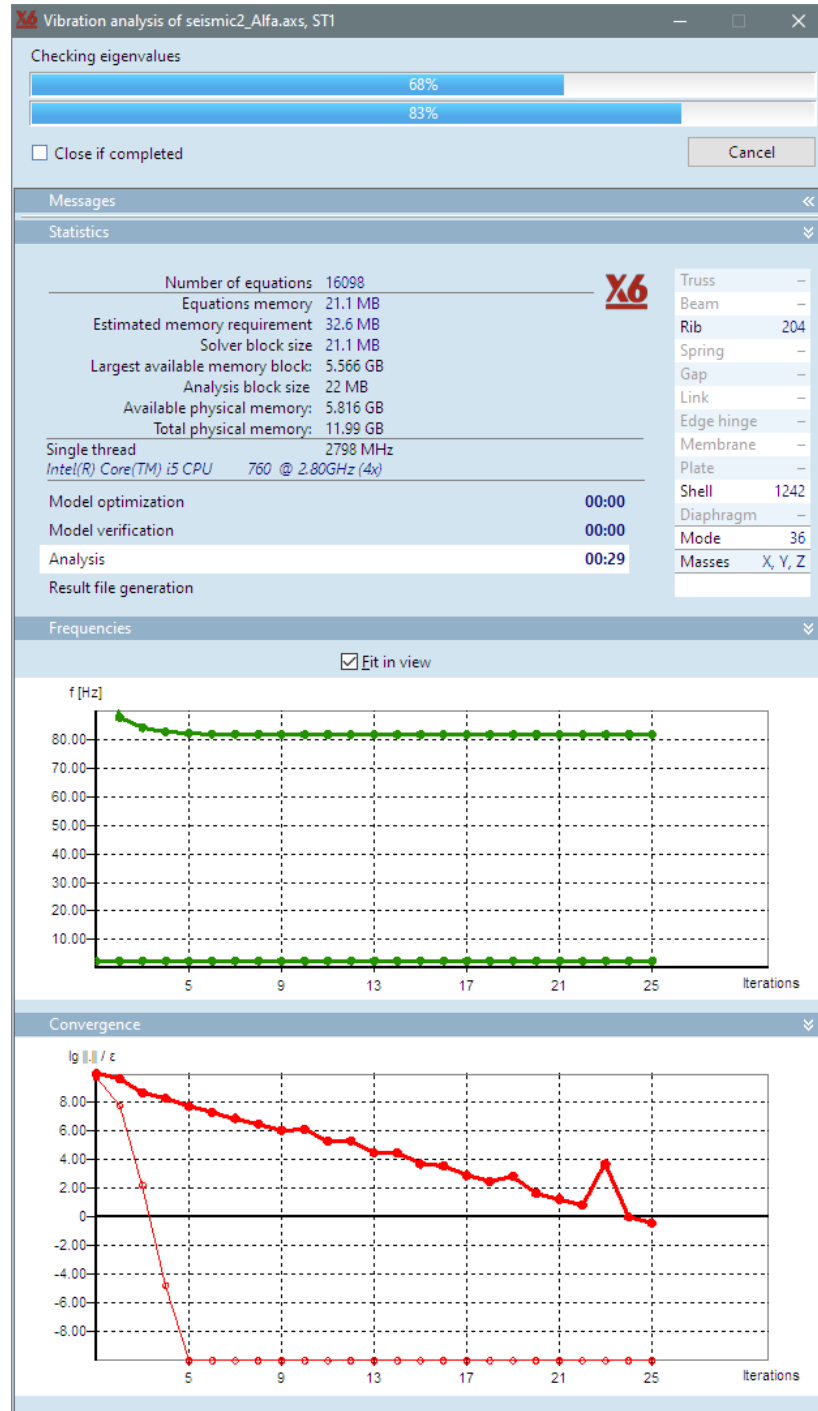 X6 Vibration analysis of seismic2_Alfa.axs, ST1
Checking eigenvalues
68%
83%
Close if completed
Cancel
Messages
Statistics
Number of equations 16098
Equations memory 21.1 MB
Estimated memory requirement 32.6 MB
Solver block size 21.1 MB
Largest available memory block: 5.566 GB
Analysis block size 22 MB
Available physical memory: 5.816 GB
Total physical memory: 11.99 GB
Single thread 2798 MHz
Intel(R) Core(TM) i5 CPU 760 @ 2.80GHz (4x)
Model optimization 00:00
Model verification 00:00
Analysis 00:29
Result file generation
X6
Truss –
Beam –
Rib 204
Spring –
Gap –
Link –
Edge hinge –
Membrane –
Plate –
Shell 1242
Diaphragm –
Mode 36
Masses X, Y, Z
Frequencies
Fit in view
f [Hz]
80.00
70.00
60.00
50.00
40.00
30.00
20.00
10.00
5 9 13 17 21 25 Iterations
Convergence
lg ||.|| / ε
8.00
6.00
4.00
2.00
0
-2.00
-4.00
-6.00
-8.00
5 9 13 17 21 25 Iterations